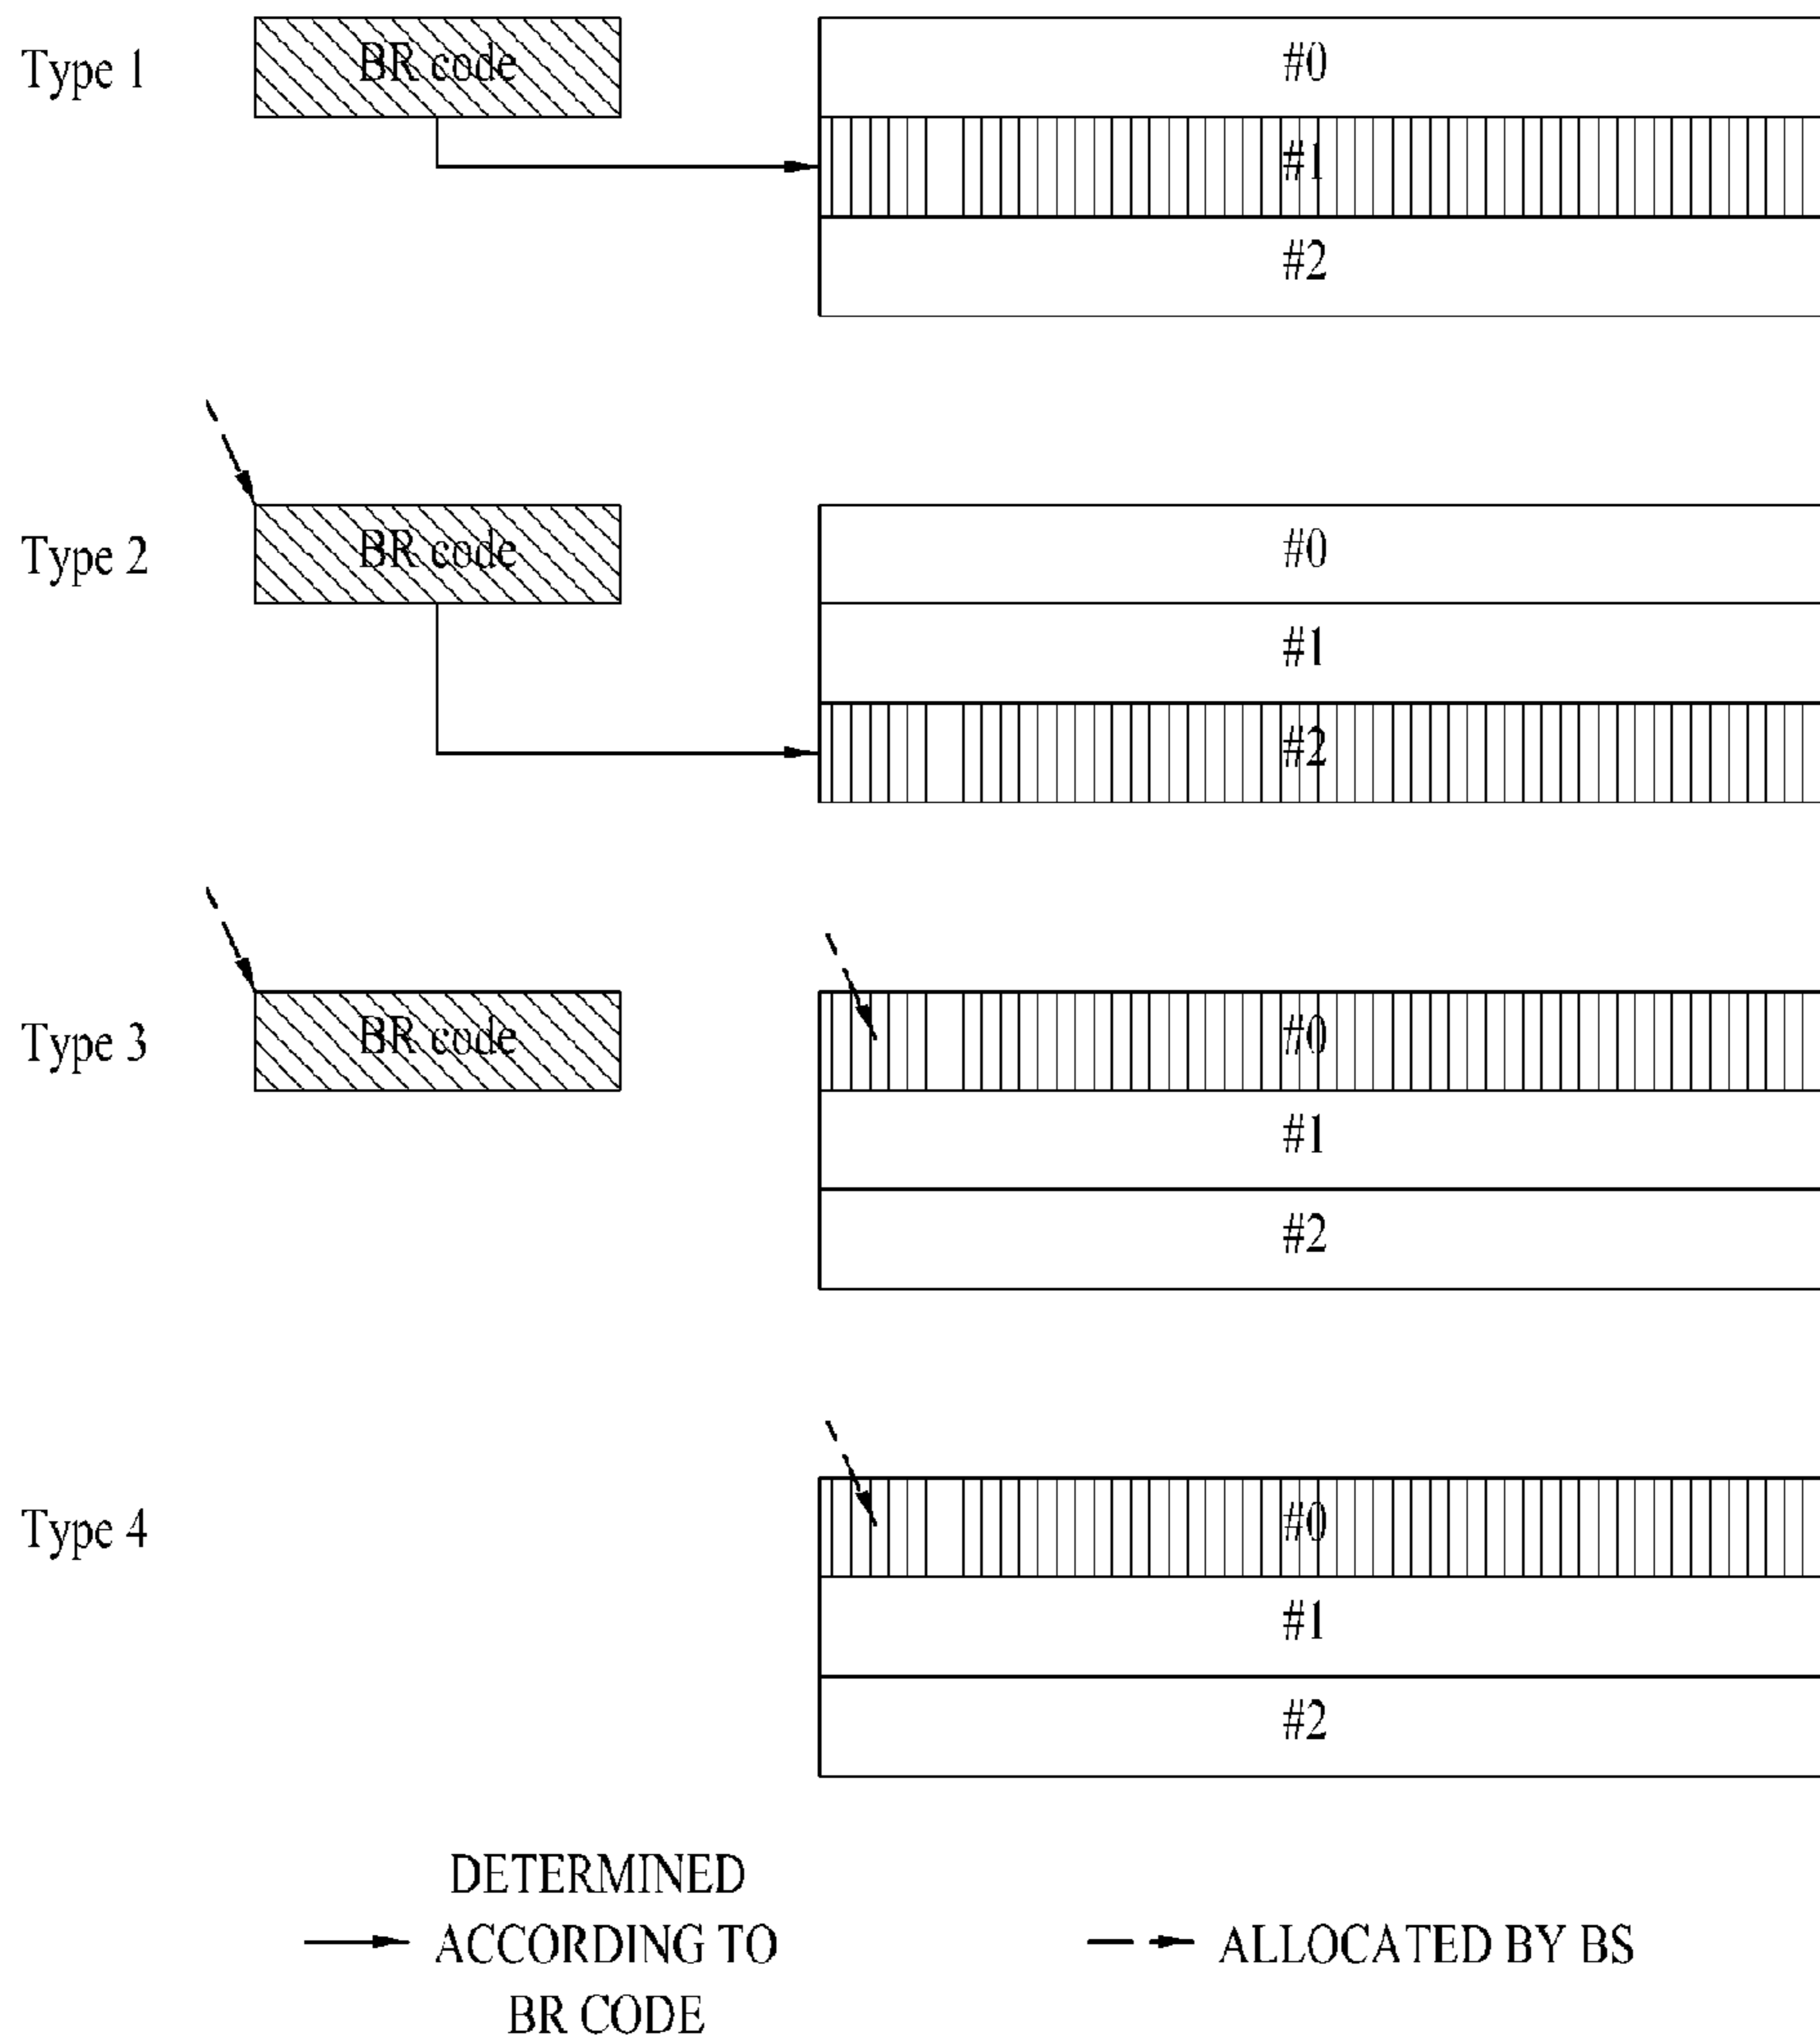 Type 1
BR code
#0
#1
#2
Type 2
BR code
#0
#1
#2
Type 3
BR code
#0
#1
#2
Type 4
#0
#1
#2
DETERMINED
ACCORDING TO
BR CODE
ALLOCATED BY BS